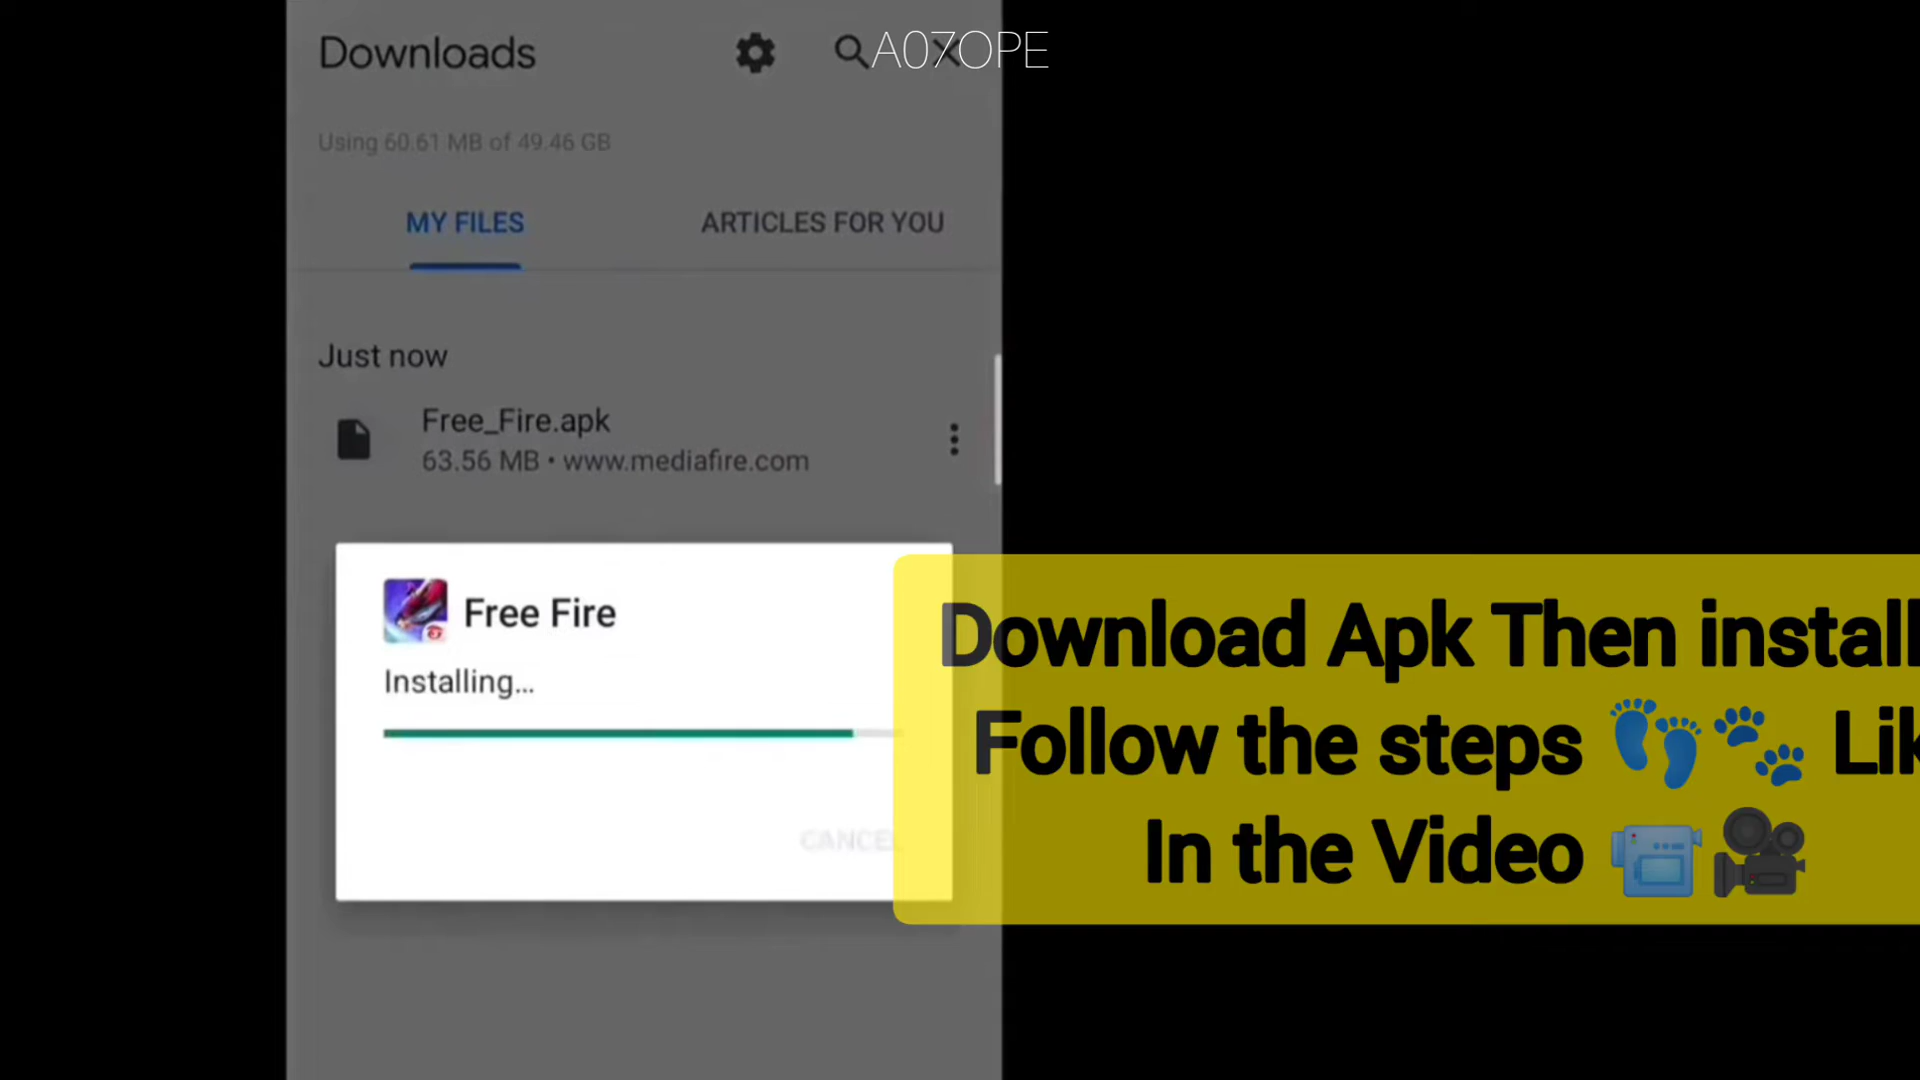 Downloads
A07OPE
Using 60.61 MB of 49.46 GB
MY FILES
ARTICLES FOR YOU
Just now
Free_Fire.apk
63.56 MB • www.mediafire.com
Free Fire
Installing...
CANCEL
Download Apk Then install
Follow the steps 👣🐾 Lik
In the Video 📹🎥